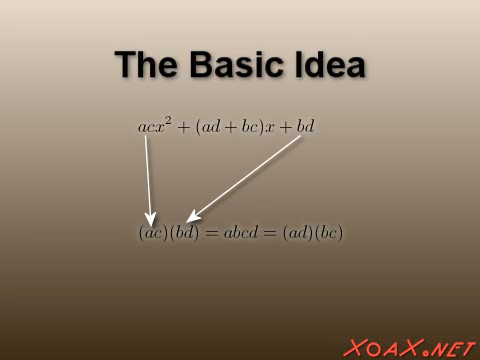 The Basic Idea
acx² + (ad + bc)x + bd
(ac)(bd) = abcd = (ad)(bc)
XOAX.NET